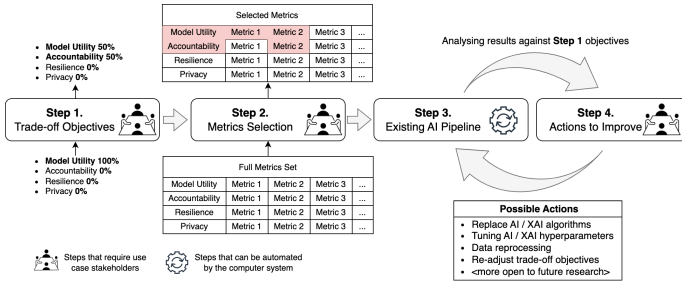 Selected Metrics
Model Utility Metric 1 Metric 2 Metric 3 ...
Accountability Metric 1 Metric 2 Metric 3 ...
Resilience Metric 1 Metric 2 Metric 3 ...
Privacy Metric 1 Metric 2 Metric 3 ...
• Model Utility 50%
• Accountability 50%
• Resilience 0%
• Privacy 0%
Analysing results against Step 1 objectives
Step 1.
Trade-off Objectives
Step 2.
Metrics Selection
Step 3.
Existing AI Pipeline
Step 4.
Actions to Improve
• Model Utility 100%
• Accountability 0%
• Resilience 0%
• Privacy 0%
Full Metrics Set
Model Utility Metric 1 Metric 2 Metric 3 ...
Accountability Metric 1 Metric 2 Metric 3 ...
Resilience Metric 1 Metric 2 Metric 3 ...
Privacy Metric 1 Metric 2 Metric 3 ...
Possible Actions
• Replace AI / XAI algorithms
• Tuning AI / XAI hyperparameters
• Data reprocessing
• Re-adjust trade-off objectives
• <more open to future research>
Steps that require use
case stakeholders
Steps that can be automated
by the computer system